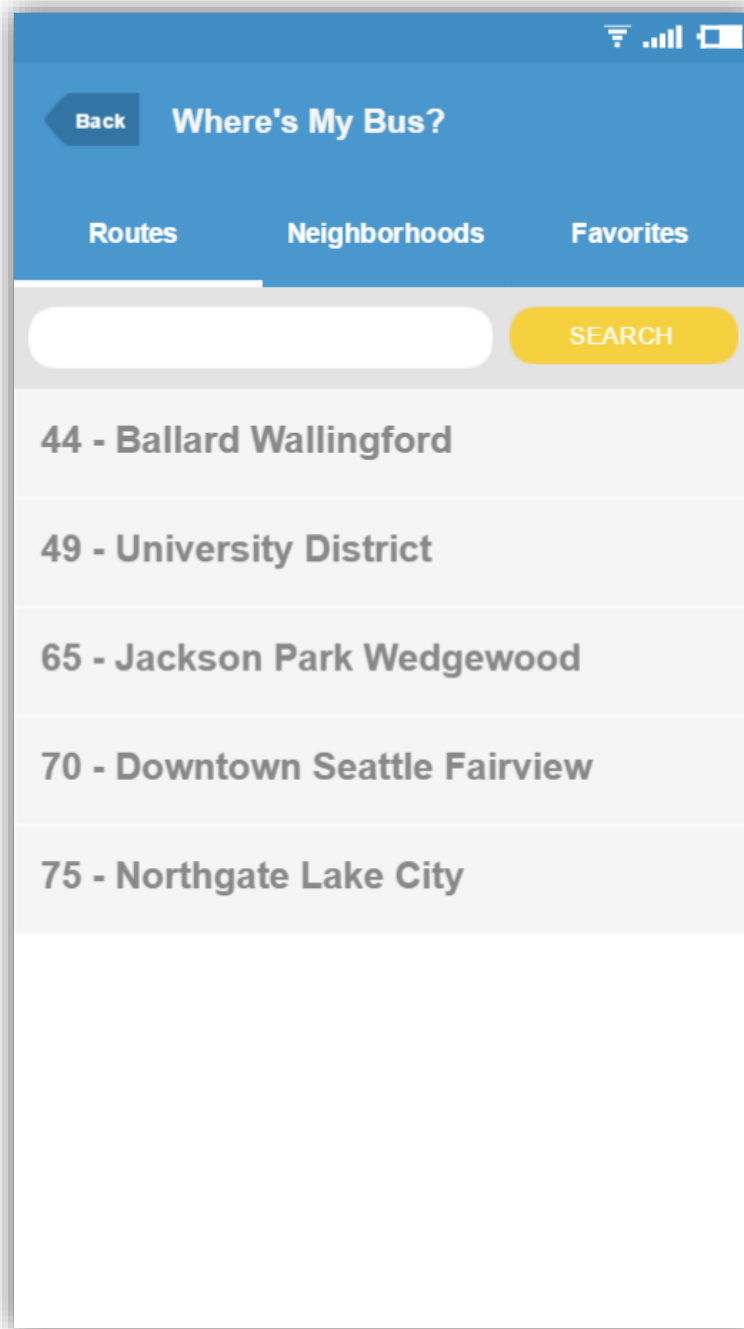 Back Where's My Bus?
Routes Neighborhoods Favorites
SEARCH
44 - Ballard Wallingford
49 - University District
65 - Jackson Park Wedgewood
70 - Downtown Seattle Fairview
75 - Northgate Lake City